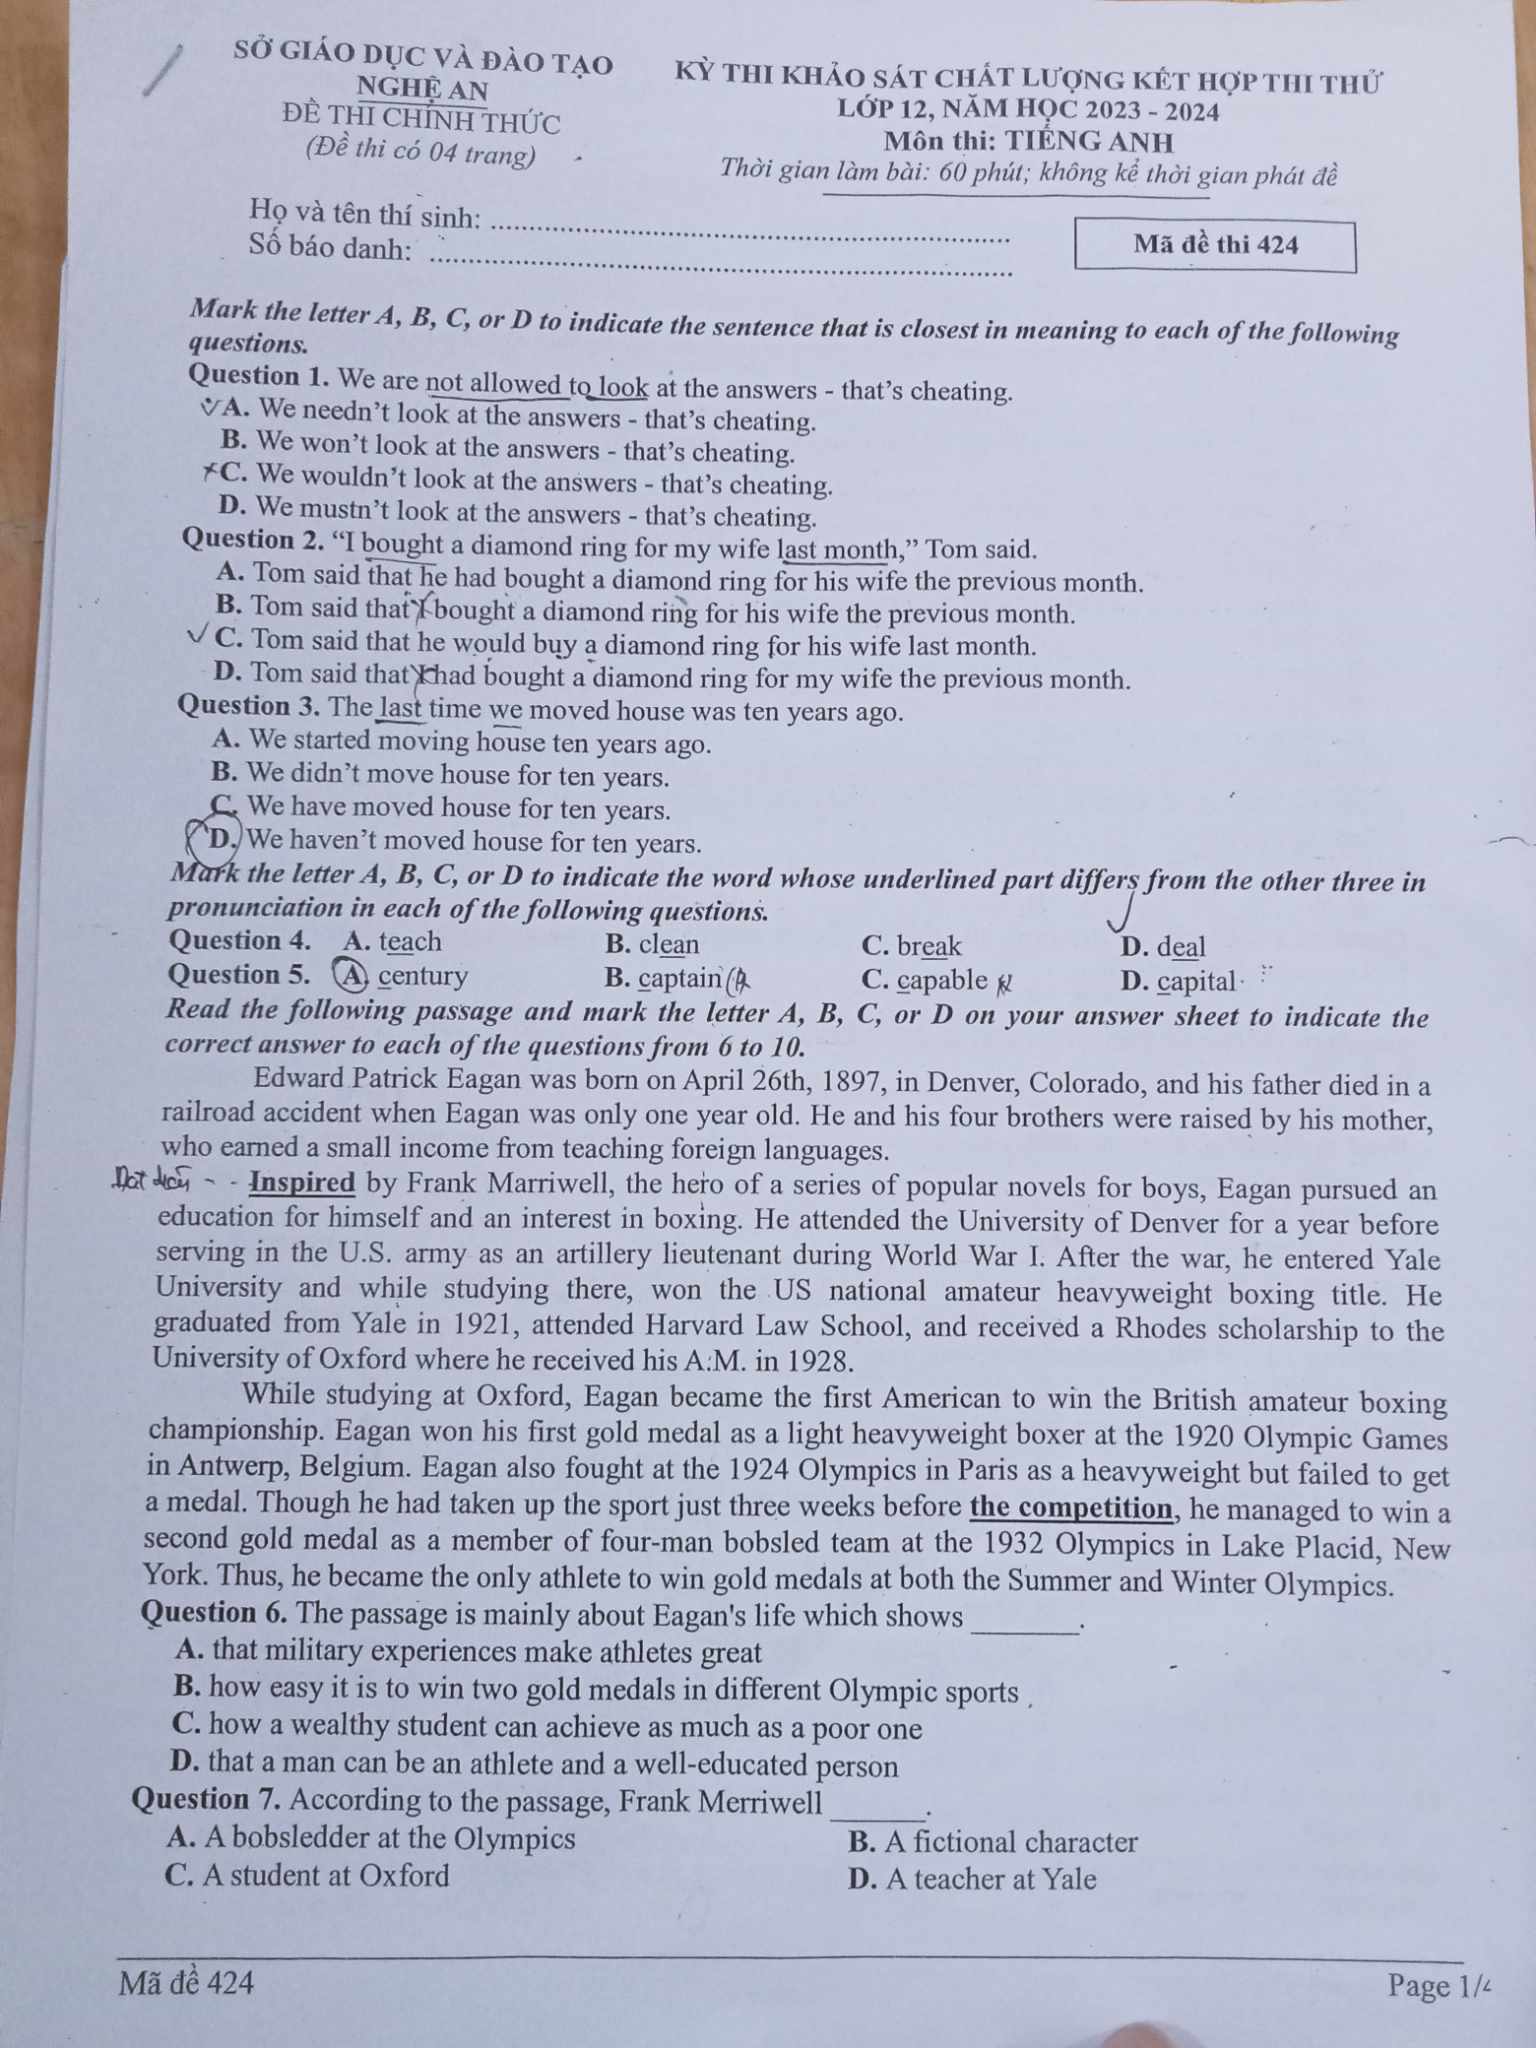 SỞ GIÁO DỤC VÀ ĐÀO TẠO
NGHỆ AN
ĐỀ THI CHÍNH THỨC
(Đề thi có 04 trang)
KỲ THI KHẢO SÁT CHẤT LƯỢNG KẾT HỢP THI THỬ
LỚP 12, NĂM HỌC 2023 - 2024
Môn thi: TIẾNG ANH
Thời gian làm bài: 60 phút; không kể thời gian phát đề
Họ và tên thí sinh: ..............................................................
Số báo danh: ..............................................................
Mã đề thi 424
Mark the letter A, B, C, or D to indicate the sentence that is closest in meaning to each of the following
questions.
Question 1. We are not allowed to look at the answers - that's cheating.
A. We needn't look at the answers - that's cheating.
B. We won't look at the answers - that's cheating.
C. We wouldn't look at the answers - that's cheating.
D. We mustn't look at the answers - that's cheating.
Question 2. “I bought a diamond ring for my wife last month,” Tom said.
A. Tom said that he had bought a diamond ring for his wife the previous month.
B. Tom said that I bought a diamond ring for his wife the previous month.
C. Tom said that he would buy a diamond ring for his wife last month.
D. Tom said that I had bought a diamond ring for my wife the previous month.
Question 3. The last time we moved house was ten years ago.
A. We started moving house ten years ago.
B. We didn't move house for ten years.
C. We have moved house for ten years.
D. We haven't moved house for ten years.
Mark the letter A, B, C, or D to indicate the word whose underlined part differs from the other three in
pronunciation in each of the following questions.
Question 4. A. teach B. clean C. break D. deal
Question 5. A. century B. captain C. capable D. capital
Read the following passage and mark the letter A, B, C, or D on your answer sheet to indicate the
correct answer to each of the questions from 6 to 10.
Edward Patrick Eagan was born on April 26th, 1897, in Denver, Colorado, and his father died in a
railroad accident when Eagan was only one year old. He and his four brothers were raised by his mother,
who earned a small income from teaching foreign languages.
Inspired by Frank Marriwell, the hero of a series of popular novels for boys, Eagan pursued an
education for himself and an interest in boxing. He attended the University of Denver for a year before
serving in the U.S. army as an artillery lieutenant during World War I. After the war, he entered Yale
University and while studying there, won the US national amateur heavyweight boxing title. He
graduated from Yale in 1921, attended Harvard Law School, and received a Rhodes scholarship to the
University of Oxford where he received his A.M. in 1928.
While studying at Oxford, Eagan became the first American to win the British amateur boxing
championship. Eagan won his first gold medal as a light heavyweight boxer at the 1920 Olympic Games
in Antwerp, Belgium. Eagan also fought at the 1924 Olympics in Paris as a heavyweight but failed to get
a medal. Though he had taken up the sport just three weeks before the competition, he managed to win a
second gold medal as a member of four-man bobsled team at the 1932 Olympics in Lake Placid, New
York. Thus, he became the only athlete to win gold medals at both the Summer and Winter Olympics.
Question 6. The passage is mainly about Eagan's life which shows _______.
A. that military experiences make athletes great
B. how easy it is to win two gold medals in different Olympic sports
C. how a wealthy student can achieve as much as a poor one
D. that a man can be an athlete and a well-educated person
Question 7. According to the passage, Frank Merriwell ______.
A. A bobsledder at the Olympics B. A fictional character
C. A student at Oxford D. A teacher at Yale
Mã đề 424
Page 1/4